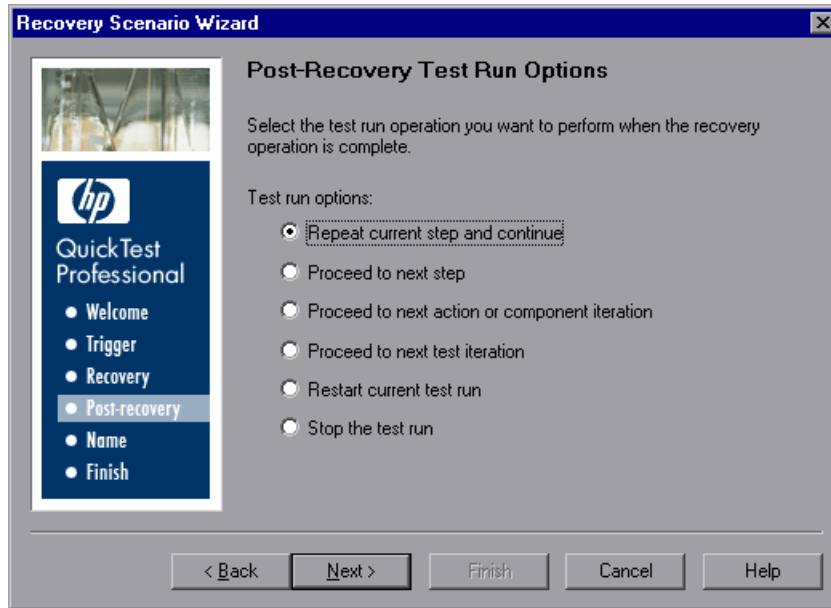 Recovery Scenario Wizard
hp
QuickTest
Professional
Welcome
Trigger
Recovery
Post-recovery
Name
Finish
Post-Recovery Test Run Options
Select the test run operation you want to perform when the recovery
operation is complete.
Test run options:
Repeat current step and continue
Proceed to next step
Proceed to next action or component iteration
Proceed to next test iteration
Restart current test run
Stop the test run
< Back
Next >
Finish
Cancel
Help